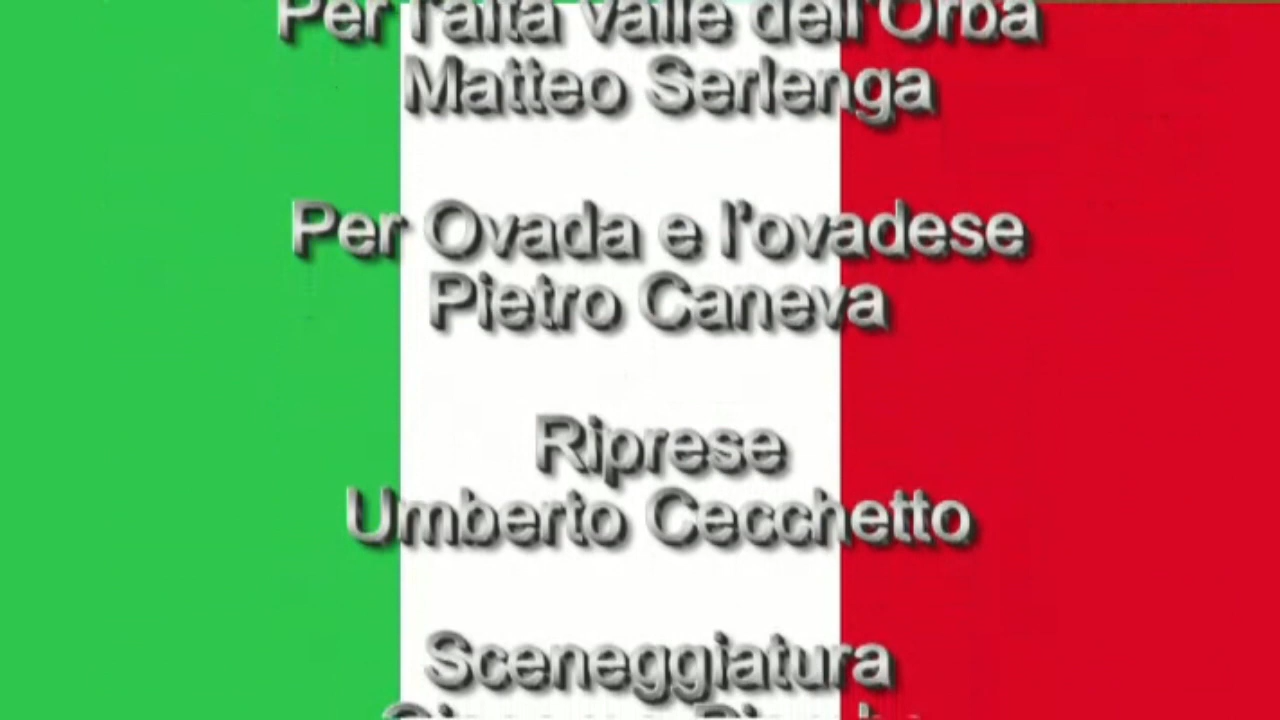 Per l'alta valle dell'Orba
Matteo Serlenga
Per Ovada e l'ovadese
Pietro Caneva
Riprese
Umberto Cecchetto
Sceneggiatura